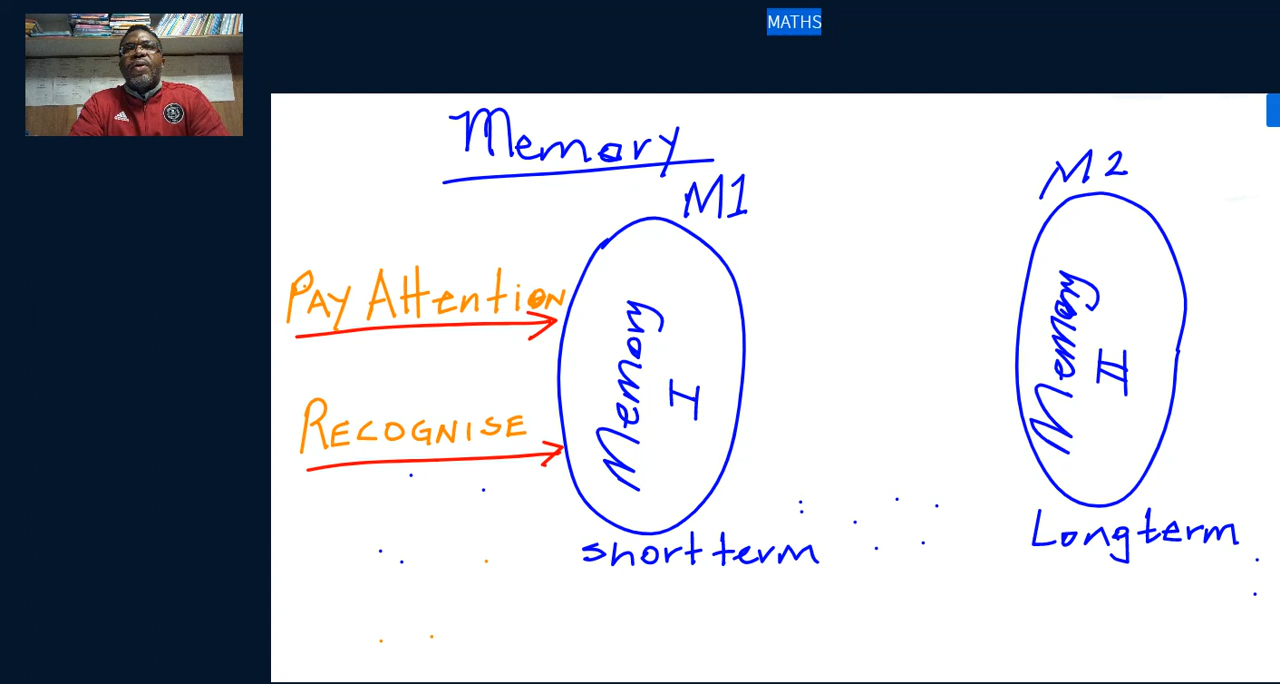 MATHS
Memory
M1
M2
PAY AttentiON
RECOGNISE
Memory
I
Memory
II
short term
Longterm